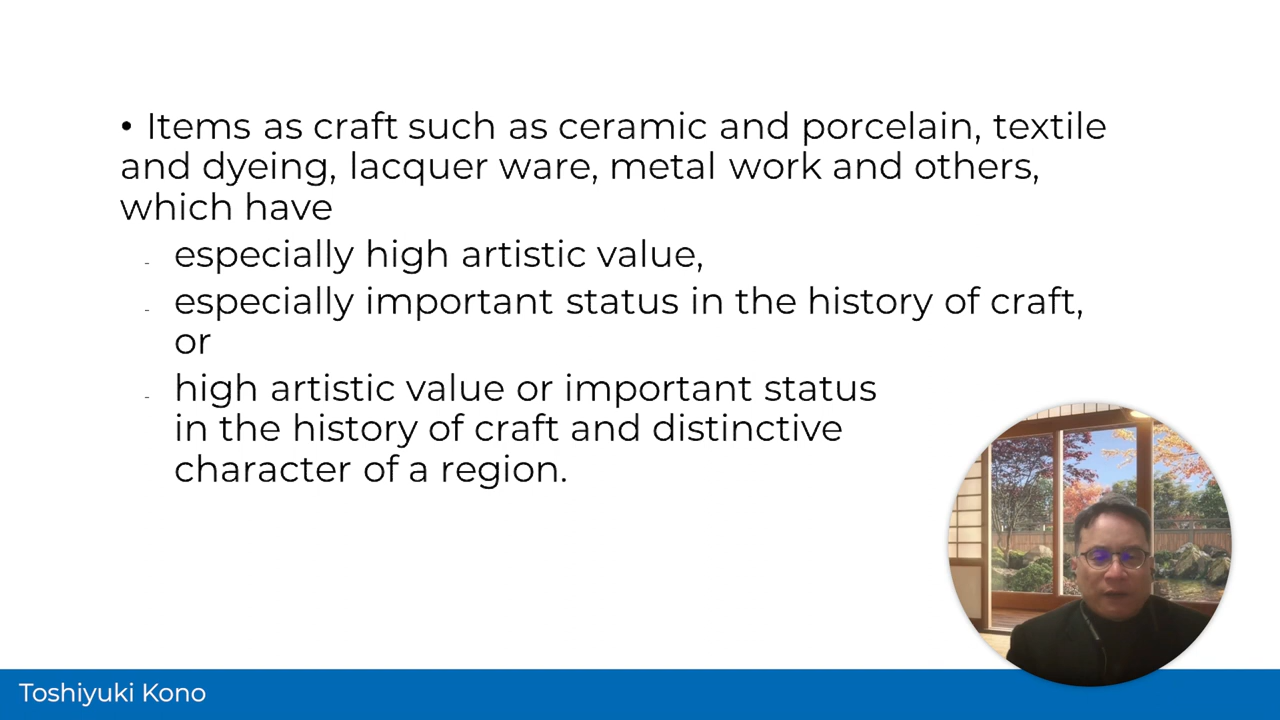 • Items as craft such as ceramic and porcelain, textile
and dyeing, lacquer ware, metal work and others,
which have
- especially high artistic value,
- especially important status in the history of craft,
or
- high artistic value or important status
in the history of craft and distinctive
character of a region.
Toshiyuki Kono